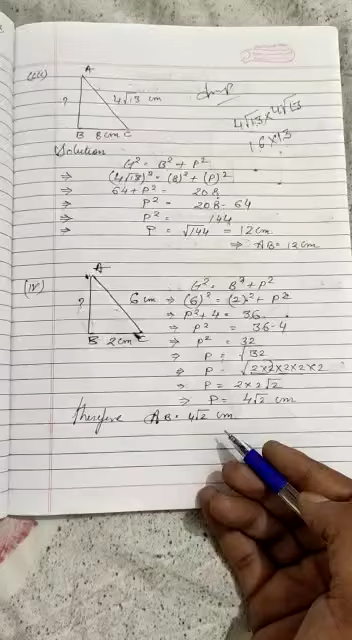 (iii)
A
?
4√13 cm
B 8cm C
4√13 × 4√13
16 × 13
Solution
G² = B² + P²
⇒ (4√13)² = (8)² + (P)²
⇒ 64 + P² = 208
⇒ P² = 208 - 64
⇒ P² = 144
⇒ P = √144 = 12cm
⇒ AB = 12cm
(iv)
A
?
6 cm
B 2cm C
G² = B² + P²
⇒ (6)² = (2)² + P²
⇒ P² + 4 = 36
⇒ P² = 36 - 4
⇒ P² = 32
⇒ P = √32
⇒ P = √2×2×2×2×2
⇒ P = 2×2√2
⇒ P = 4√2 cm
Therefore AB = 4√2 cm